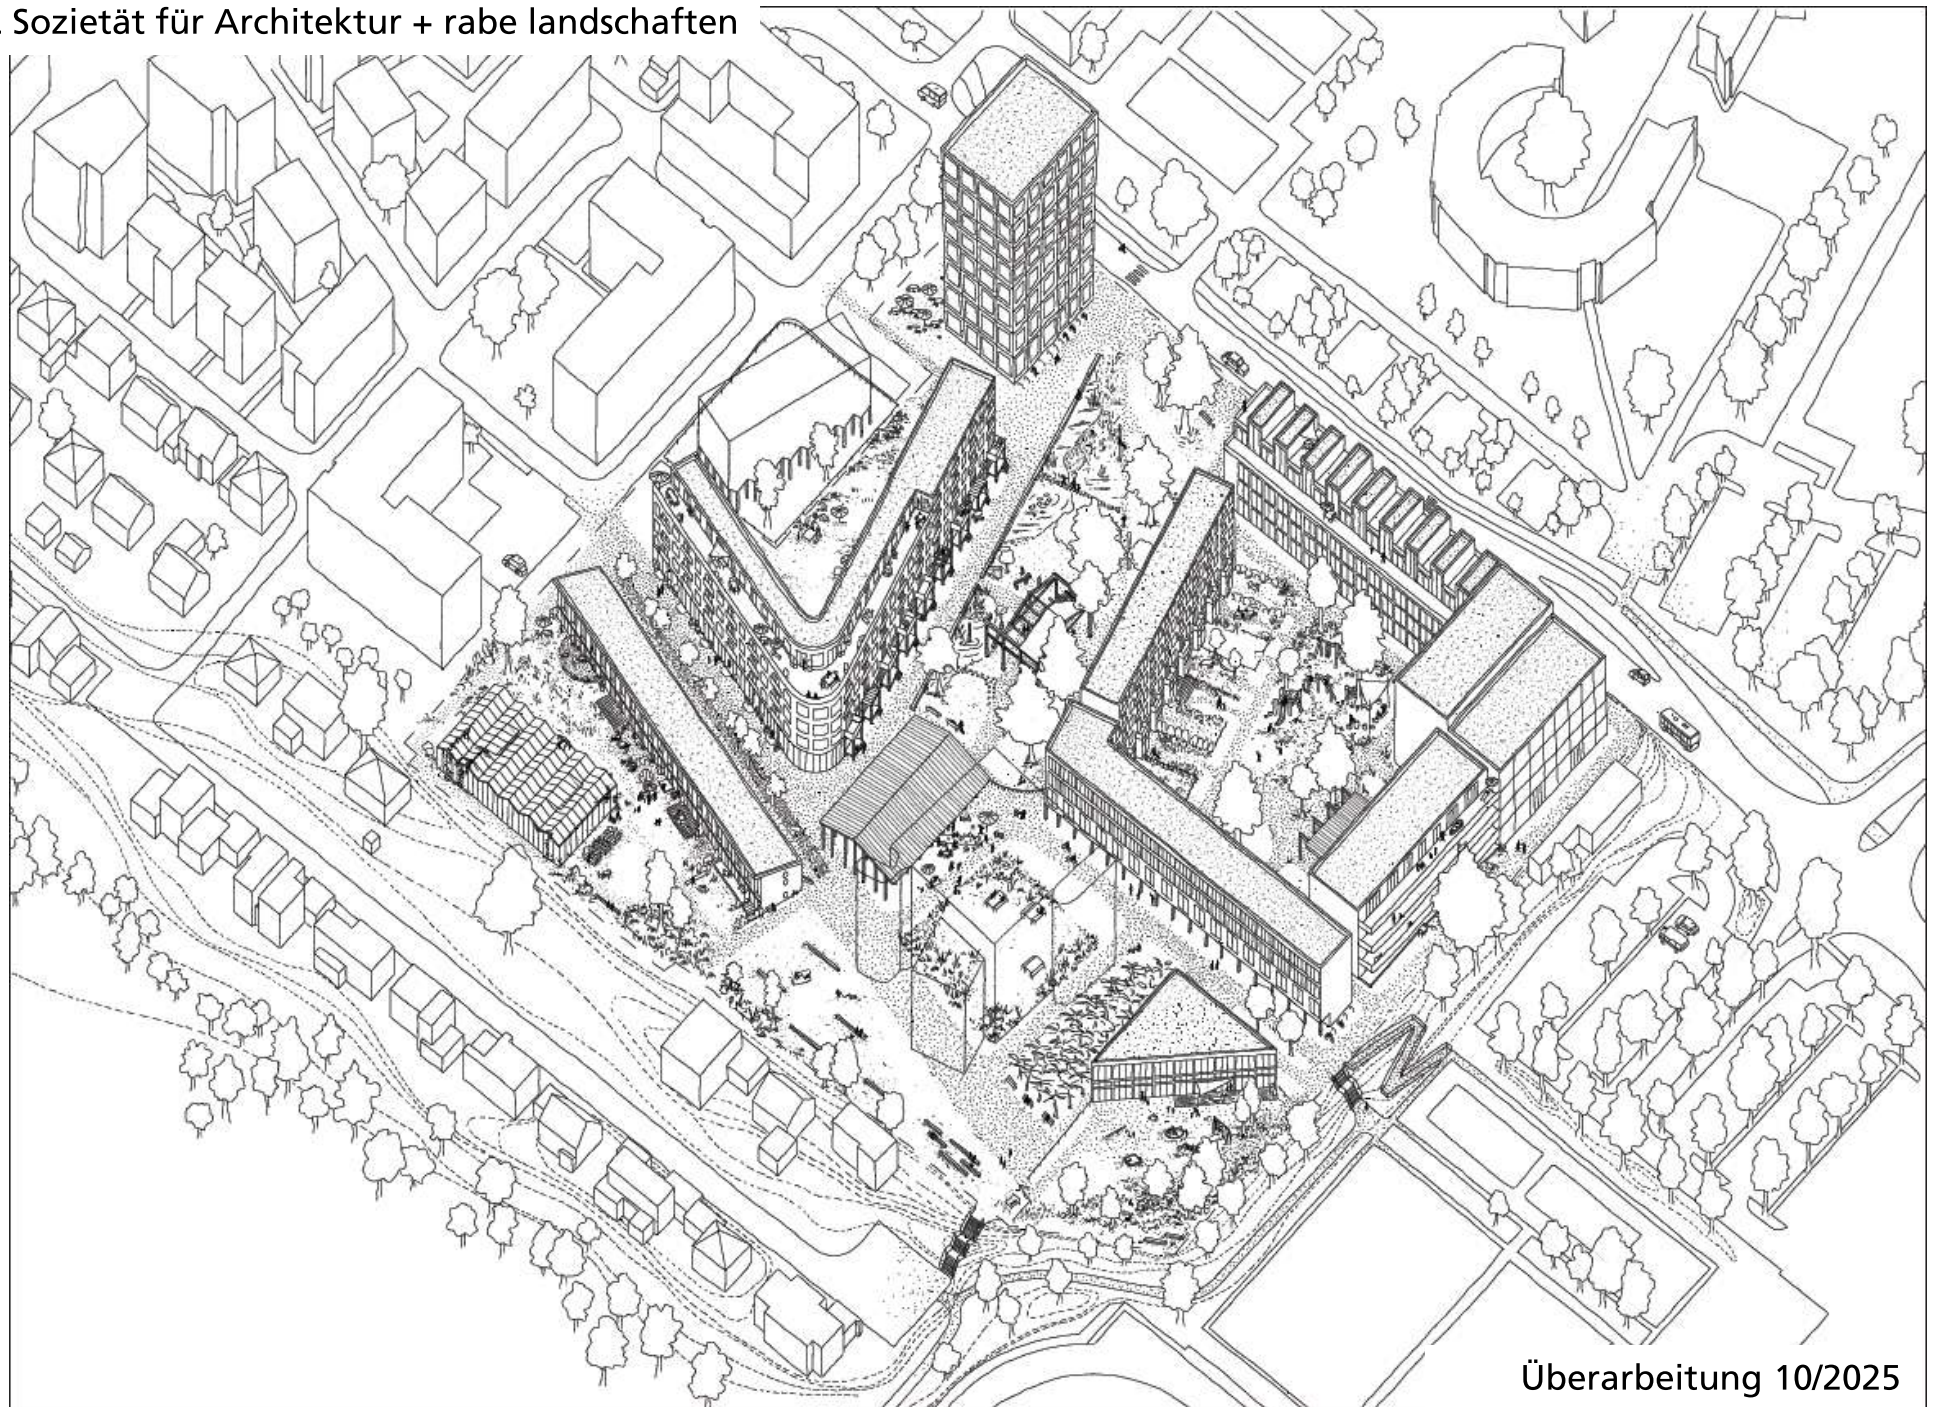 . Sozietät für Architektur + rabe landschaften
Überarbeitung 10/2025